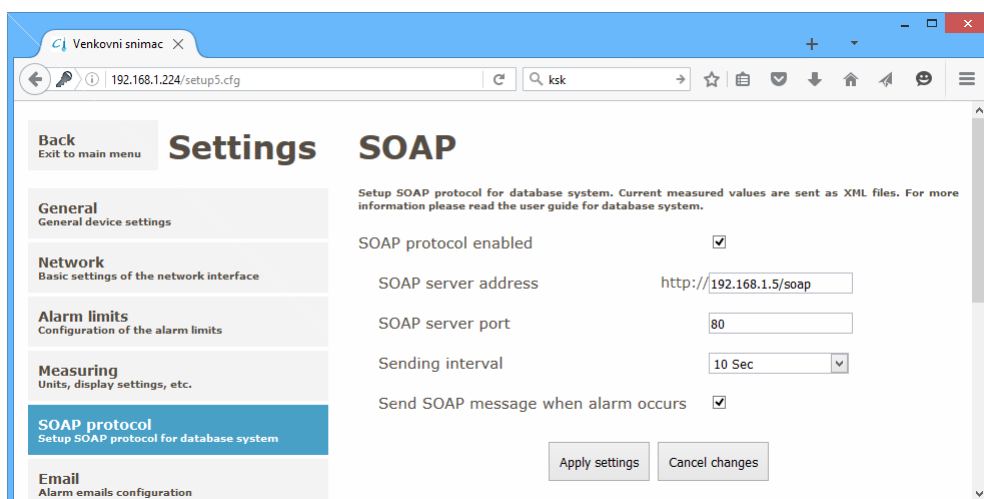 Venkovni snimac
192.168.1.224/setup5.cfg
ksk
Back
Exit to main menu
Settings
General
General device settings
Network
Basic settings of the network interface
Alarm limits
Configuration of the alarm limits
Measuring
Units, display settings, etc.
SOAP protocol
Setup SOAP protocol for database system
Email
Alarm emails configuration
SOAP
Setup SOAP protocol for database system. Current measured values are sent as XML files. For more
information please read the user guide for database system.
SOAP protocol enabled
SOAP server address http://192.168.1.5/soap
SOAP server port 80
Sending interval 10 Sec
Send SOAP message when alarm occurs
Apply settings Cancel changes